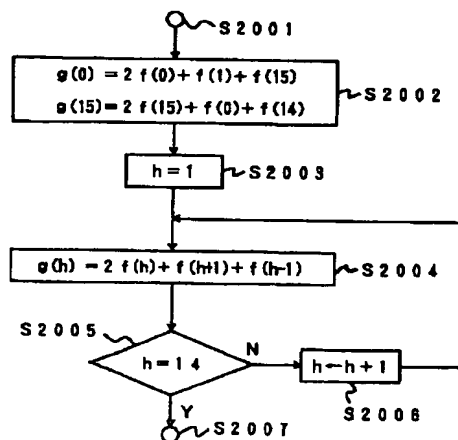 S2001
g(0) = 2 f(0) + f(1) + f(15)
g(15) = 2 f(15) + f(0) + f(14)
S2002
h = 1
S2003
g(h) = 2 f(h) + f(h+1) + f(h-1)
S2004
S2005
h = 14
N
h ← h + 1
S2006
Y
S2007